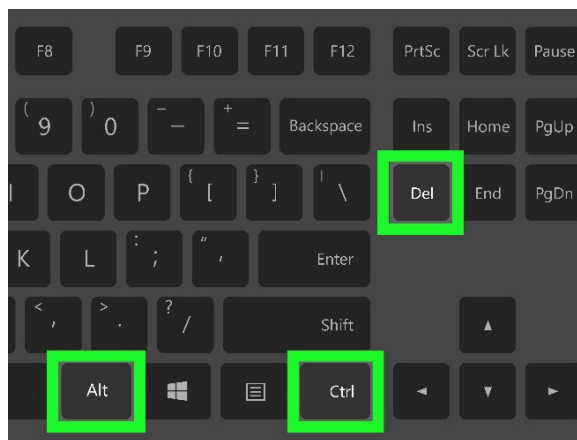 F8 F9 F10 F11 F12 PrtSc Scr Lk Pause
( 9 ) 0 – — + = Backspace Ins Home PgUp
O P { [ } ] | \ Del End PgDn
K L : ; " ' Enter
< , > . ? / Shift
Alt Ctrl